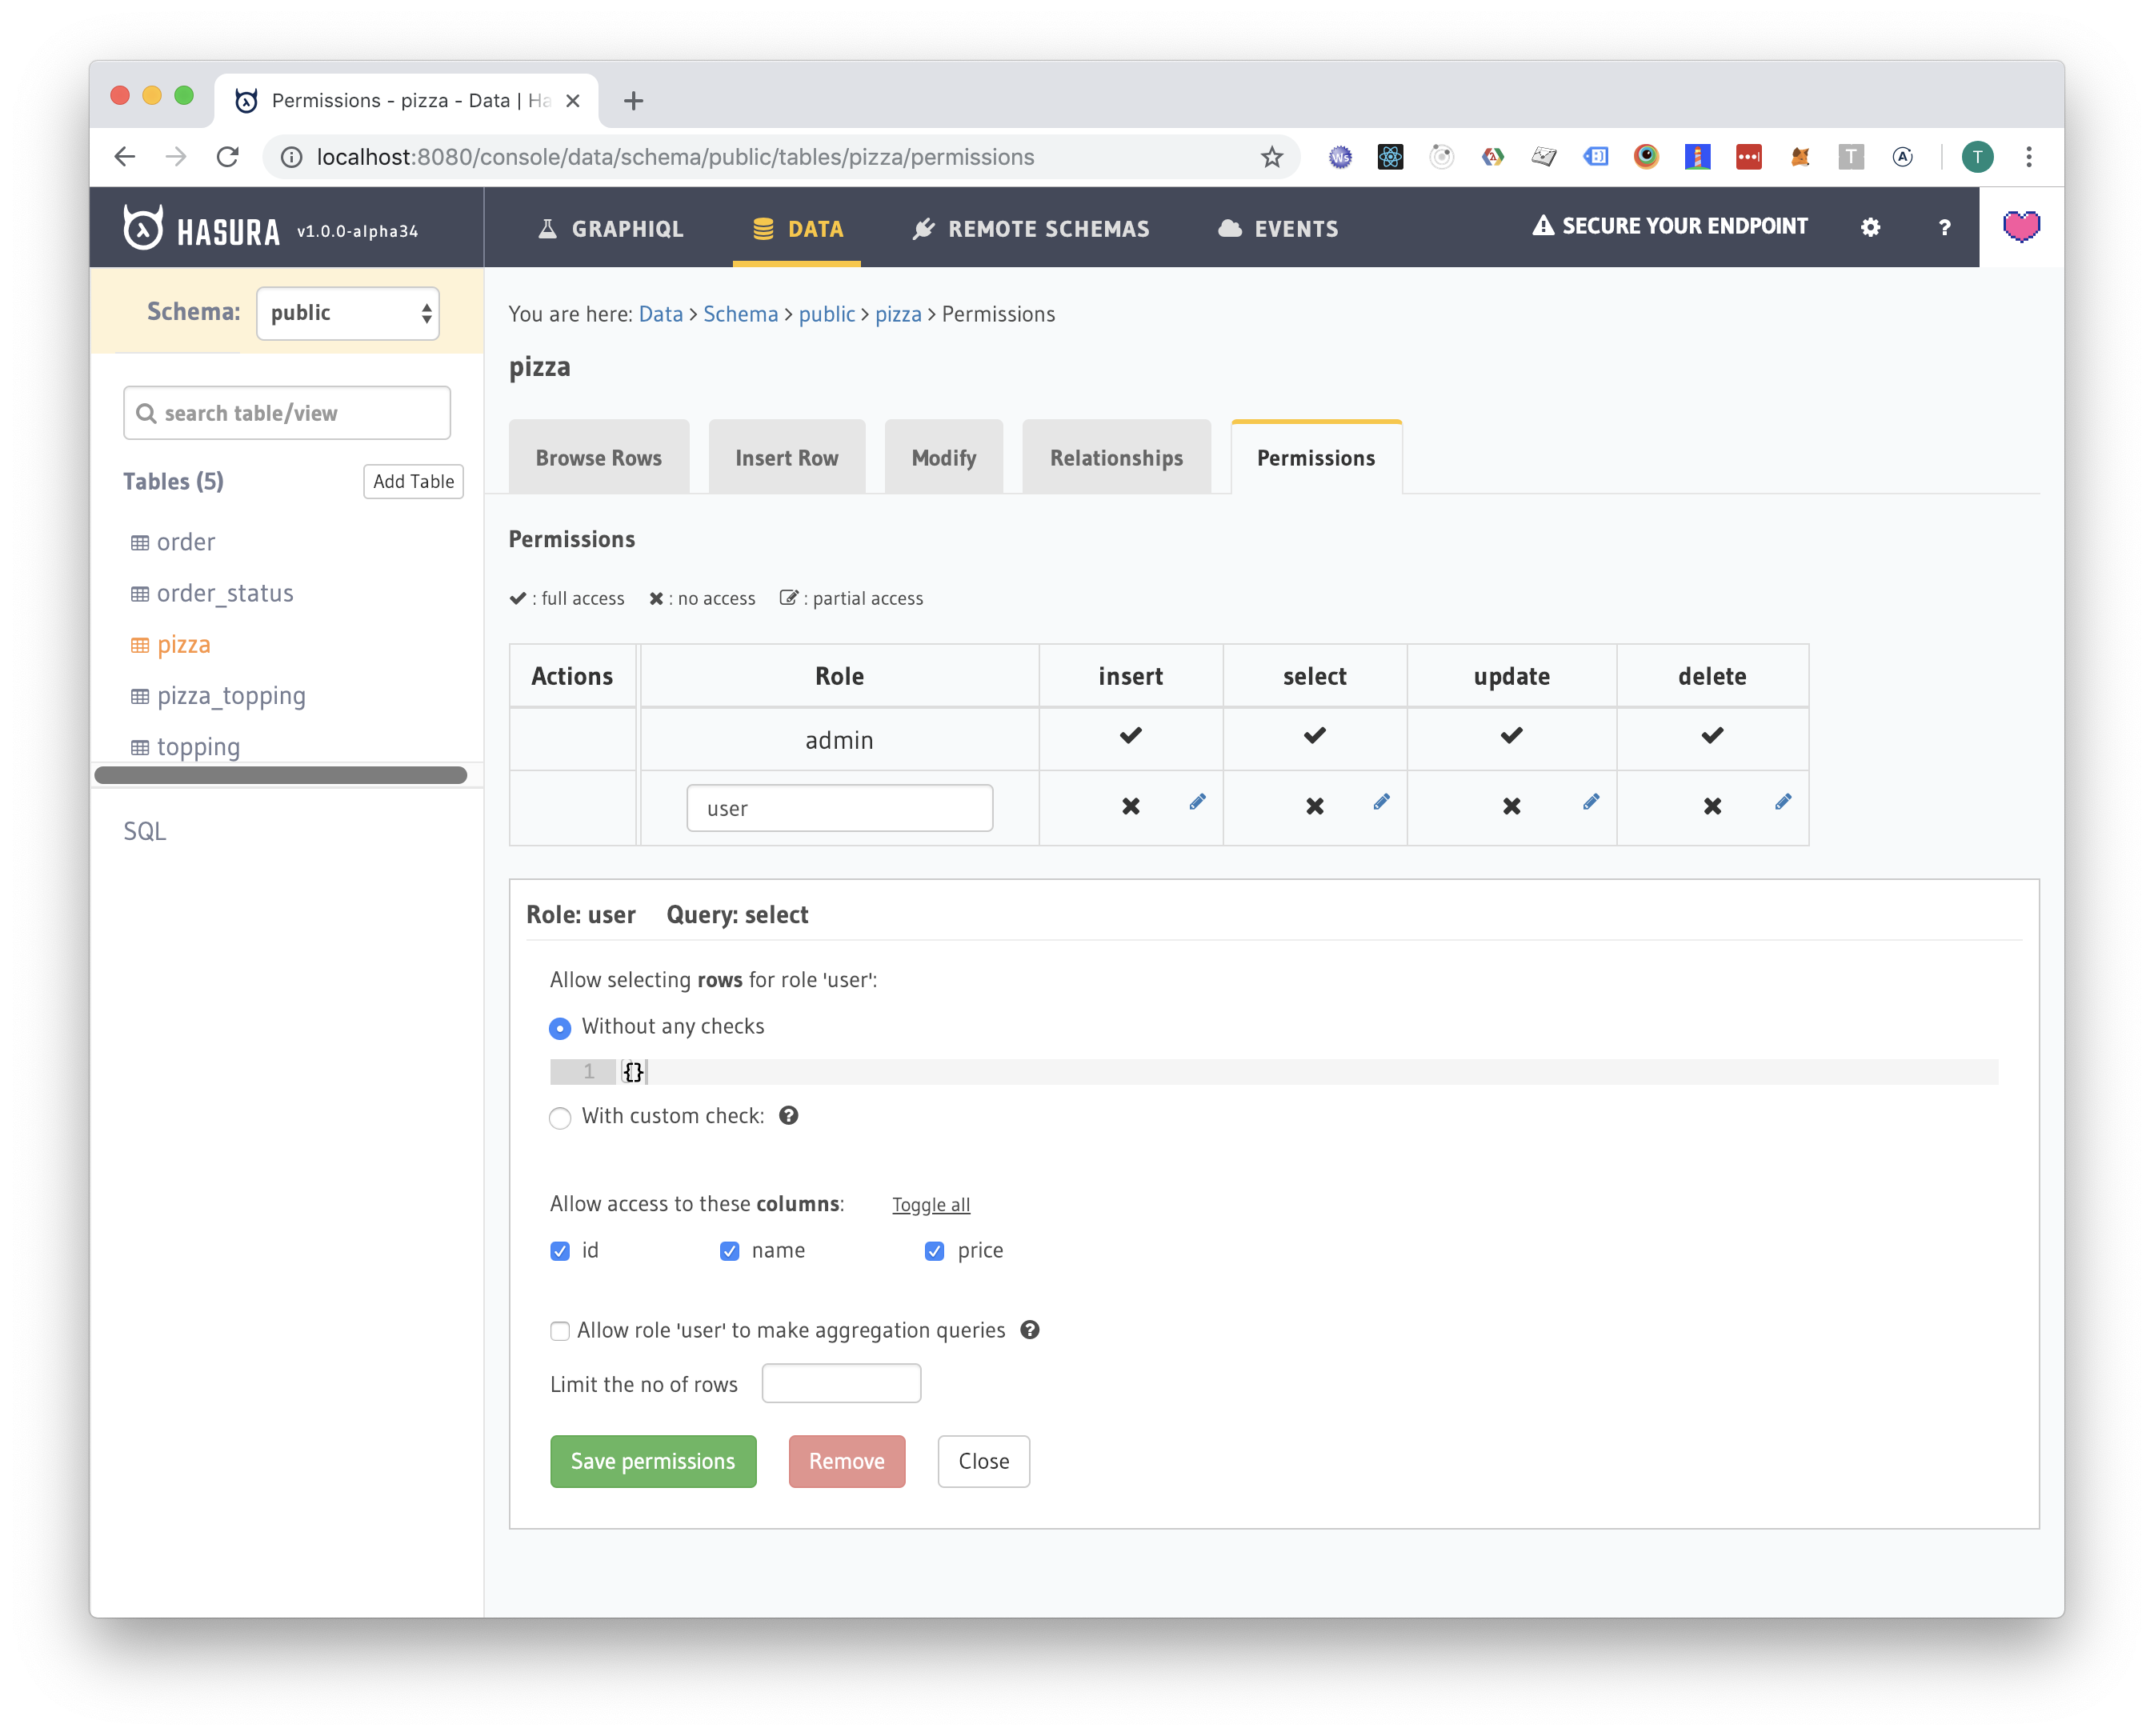 Permissions - pizza - Data | Ha
localhost:8080/console/data/schema/public/tables/pizza/permissions
T
HASURA v1.0.0-alpha34
GRAPHIQL
DATA
REMOTE SCHEMAS
EVENTS
SECURE YOUR ENDPOINT
?
Schema: public
search table/view
Tables (5)
Add Table
order
order_status
pizza
pizza_topping
topping
SQL
You are here: Data > Schema > public > pizza > Permissions
pizza
Browse Rows
Insert Row
Modify
Relationships
Permissions
Permissions
: full access : no access : partial access
Actions Role insert select update delete
admin
user
Role: user Query: select
Allow selecting rows for role 'user':
Without any checks
1 {}
With custom check: ?
Allow access to these columns: Toggle all
id name price
Allow role 'user' to make aggregation queries ?
Limit the no of rows
Save permissions
Remove
Close